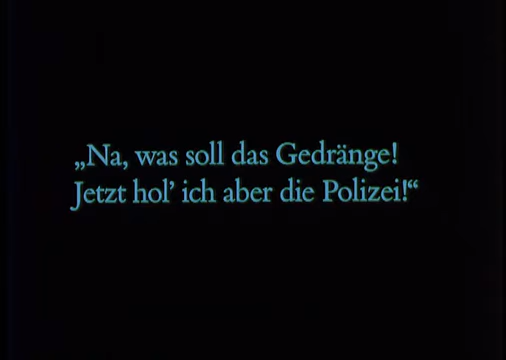 „Na, was soll das Gedränge!
Jetzt hol’ ich aber die Polizei!“